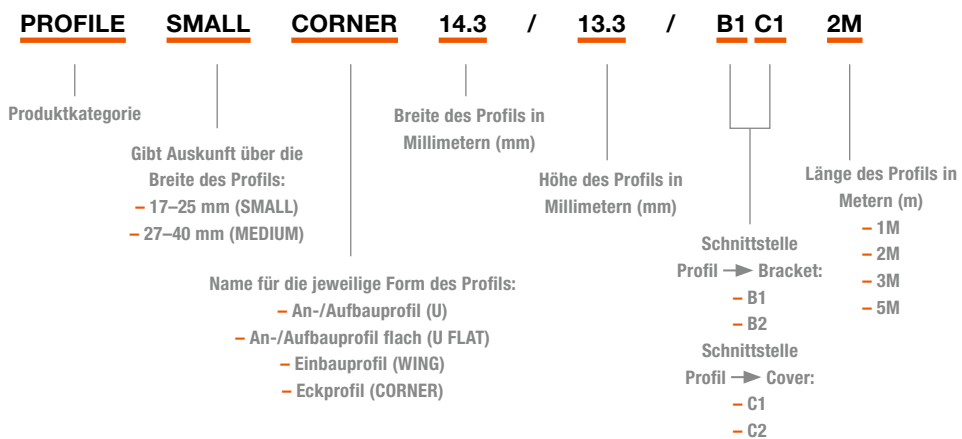 PROFILE SMALL CORNER 14.3 / 13.3 / B1 C1 2M
Produktkategorie
Gibt Auskunft über die
Breite des Profils:
– 17–25 mm (SMALL)
– 27–40 mm (MEDIUM)
Name für die jeweilige Form des Profils:
– An-/Aufbauprofil (U)
– An-/Aufbauprofil flach (U FLAT)
– Einbauprofil (WING)
– Eckprofil (CORNER)
Breite des Profils in
Millimetern (mm)
Höhe des Profils in
Millimetern (mm)
Schnittstelle
Profil → Bracket:
– B1
– B2
Schnittstelle
Profil → Cover:
– C1
– C2
Länge des Profils in
Metern (m)
– 1M
– 2M
– 3M
– 5M